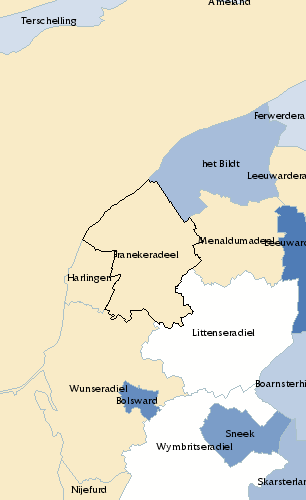 Ameland
Terschelling
Ferwerdera
het Bildt
Leeuwardera
Menaldumadeel
Leeuward
Franekeradeel
Harlingen
Littenseradiel
Boarnsterhi
Wunseradiel
Bolsward
Sneek
Wymbritseradiel
Skarsterlan
Nijefurd